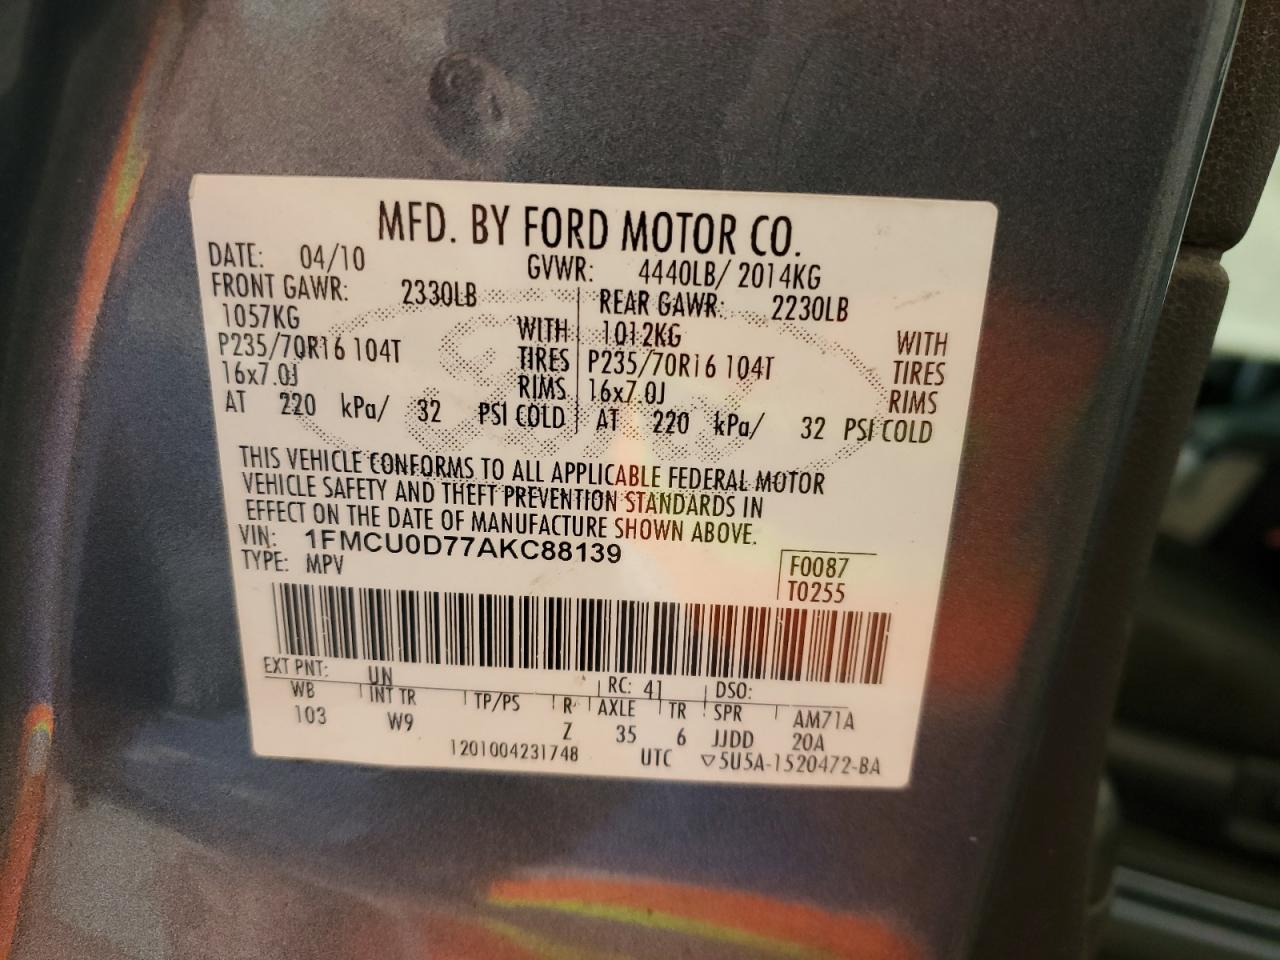 MFD. BY FORD MOTOR CO.
DATE: 04/10 GVWR: 4440LB/ 2014KG
FRONT GAWR: 2330LB REAR GAWR: 2230LB
1057KG WITH 1012KG WITH
P235/70R16 104T TIRES P235/70R16 104T TIRES
16x7.0J RIMS 16x7.0J RIMS
AT 220 kPa/ 32 PSI COLD AT 220 kPa/ 32 PSI COLD
THIS VEHICLE CONFORMS TO ALL APPLICABLE FEDERAL MOTOR
VEHICLE SAFETY AND THEFT PREVENTION STANDARDS IN
EFFECT ON THE DATE OF MANUFACTURE SHOWN ABOVE.
VIN: 1FMCU0D77AKC88139
TYPE: MPV
F0087
T0255
EXT PNT: UN RC: 41 DSO:
WB INT TR TP/PS R AXLE TR SPR AM71A
103 W9 Z 35 6 JJDD 20A
1201004231748 UTC ▽5U5A-1520472-BA